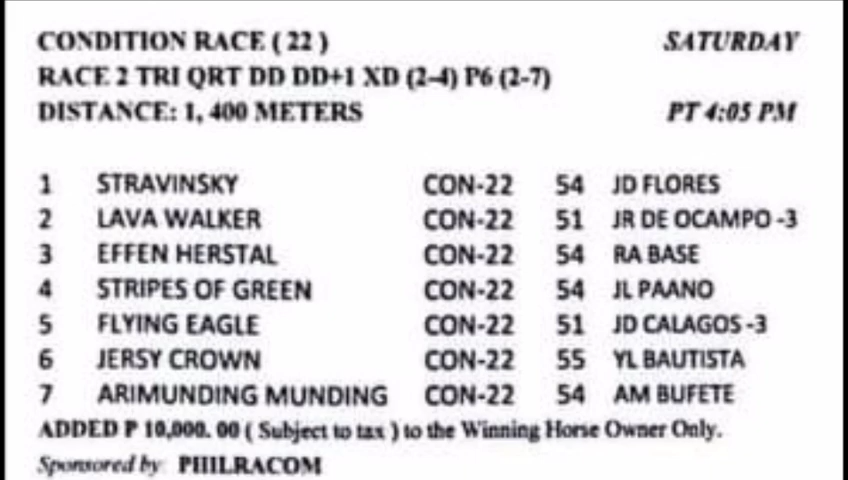 CONDITION RACE ( 22 ) SATURDAY
RACE 2 TRI QRT DD DD+1 XD (2-4) P6 (2-7)
DISTANCE: 1, 400 METERS PT 4:05 PM
1 STRAVINSKY CON-22 54 JD FLORES
2 LAVA WALKER CON-22 51 JR DE OCAMPO -3
3 EFFEN HERSTAL CON-22 54 RA BASE
4 STRIPES OF GREEN CON-22 54 JL PAANO
5 FLYING EAGLE CON-22 51 JD CALAGOS -3
6 JERSY CROWN CON-22 55 YL BAUTISTA
7 ARIMUNDING MUNDING CON-22 54 AM BUFETE
ADDED ₱ 10,000. 00 ( Subject to tax ) to the Winning Horse Owner Only.
Sponsored by PHILRACOM